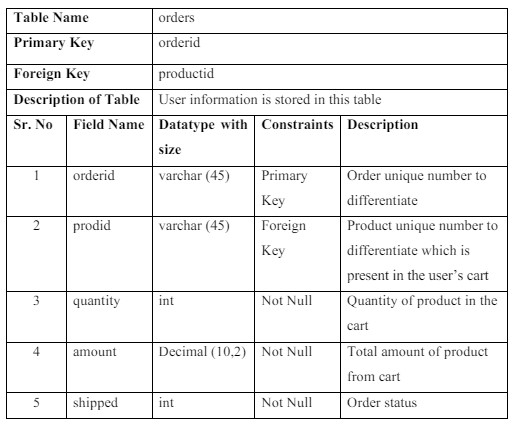 Table Name orders
Primary Key orderid
Foreign Key productid
Description of Table User information is stored in this table
Sr. No Field Name Datatype with size Constraints Description
1 orderid varchar (45) Primary Key Order unique number to differentiate
2 prodid varchar (45) Foreign Key Product unique number to differentiate which is present in the user's cart
3 quantity int Not Null Quantity of product in the cart
4 amount Decimal (10,2) Not Null Total amount of product from cart
5 shipped int Not Null Order status